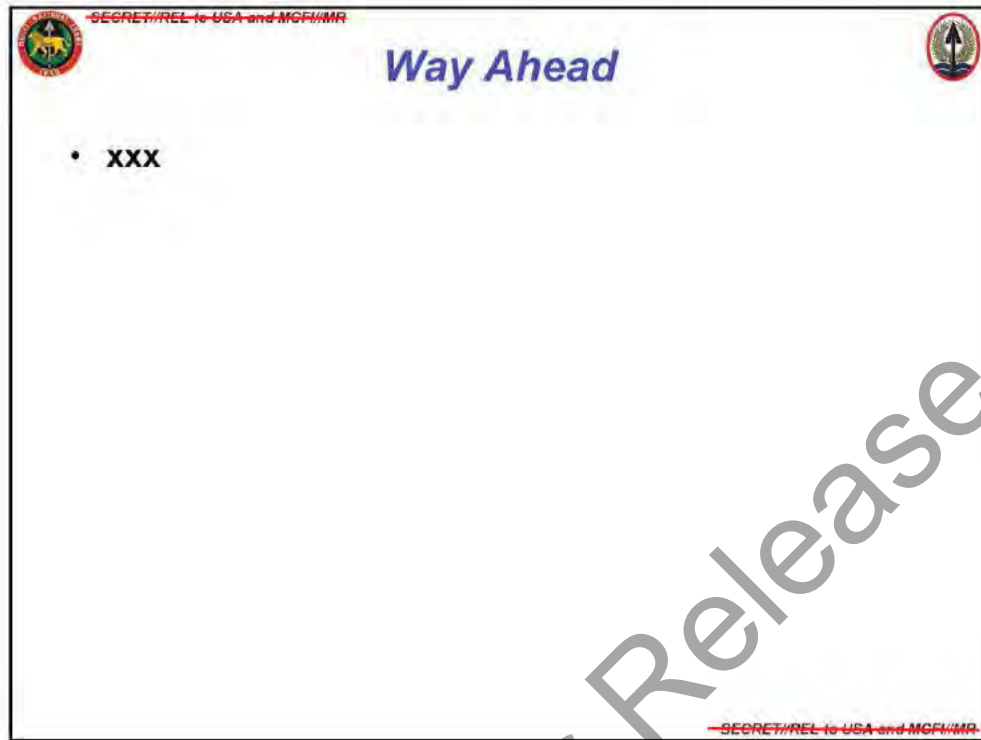 SECRET//REL to USA and MCFI//MR
Way Ahead
• xxx
Release
SECRET//REL to USA and MCFI//MR